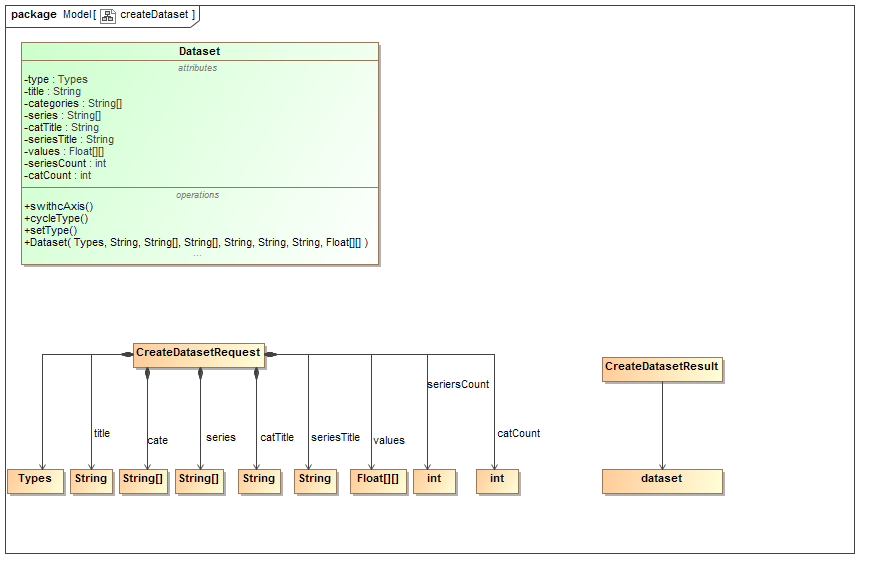 package Model[ createDataset ]
Dataset
attributes
-type : Types
-title : String
-categories : String[]
-series : String[]
-catTitle : String
-seriesTitle : String
-values : Float[][]
-seriesCount : int
-catCount : int
operations
+swithcAxis()
+cycleType()
+setType()
+Dataset( Types, String, String[], String[], String, String, String, Float[][] )
...
CreateDatasetRequest
CreateDatasetResult
seriersCount
title
cate
series
catTitle
seriesTitle
values
catCount
Types
String
String[]
String[]
String
String
Float[][]
int
int
dataset